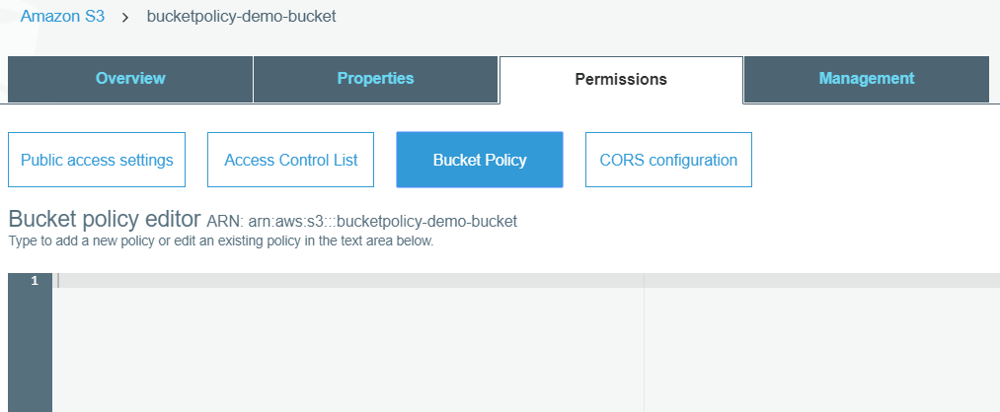 Amazon S3 > bucketpolicy-demo-bucket
Overview Properties Permissions Management
Public access settings Access Control List Bucket Policy CORS configuration
Bucket policy editor ARN: arn:aws:s3:::bucketpolicy-demo-bucket
Type to add a new policy or edit an existing policy in the text area below.
1